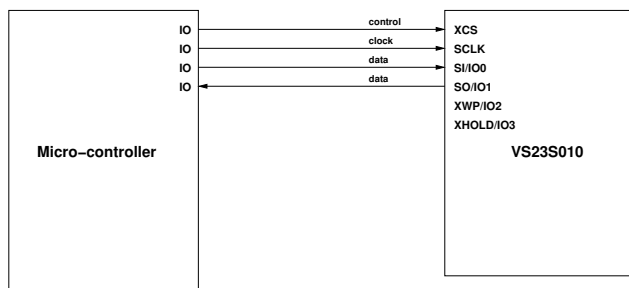 IO control XCS
IO clock SCLK
IO data SI/IO0
IO data SO/IO1
XWP/IO2
XHOLD/IO3
Micro-controller VS23S010